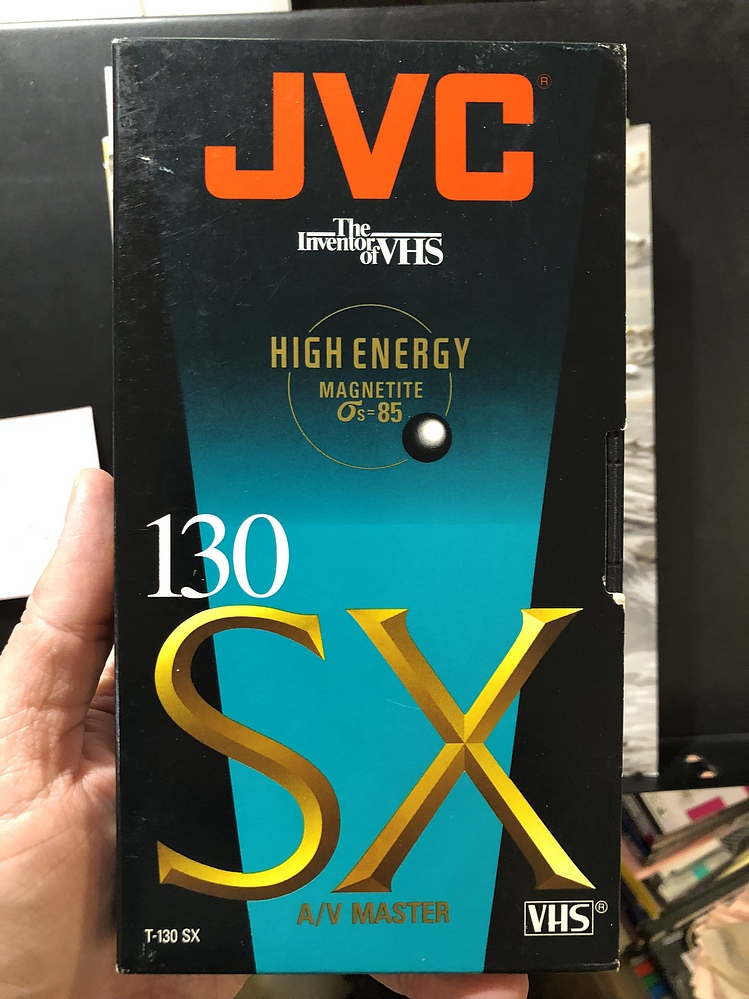 JVC®
The
Inventor
of VHS
HIGH ENERGY
MAGNETITE
σs=85
130
SX
A/V MASTER
T-130 SX
VHS®